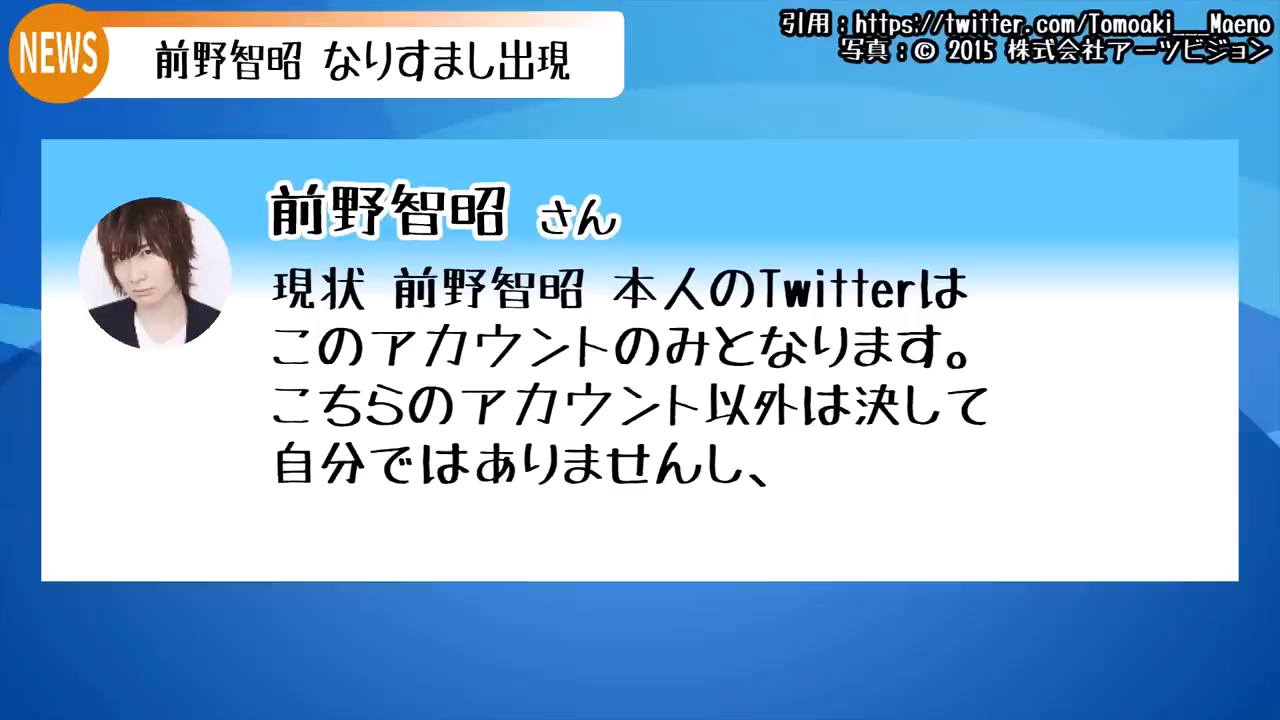 NEWS
前野智昭 なりすまし出現
引用：https://twitter.com/Tomoaki___Maeno
写真：© 2015 株式会社アーツビジョン
前野智昭 さん
現状 前野智昭 本人のTwitterは
このアカウントのみとなります。
こちらのアカウント以外は決して
自分ではありませんし、